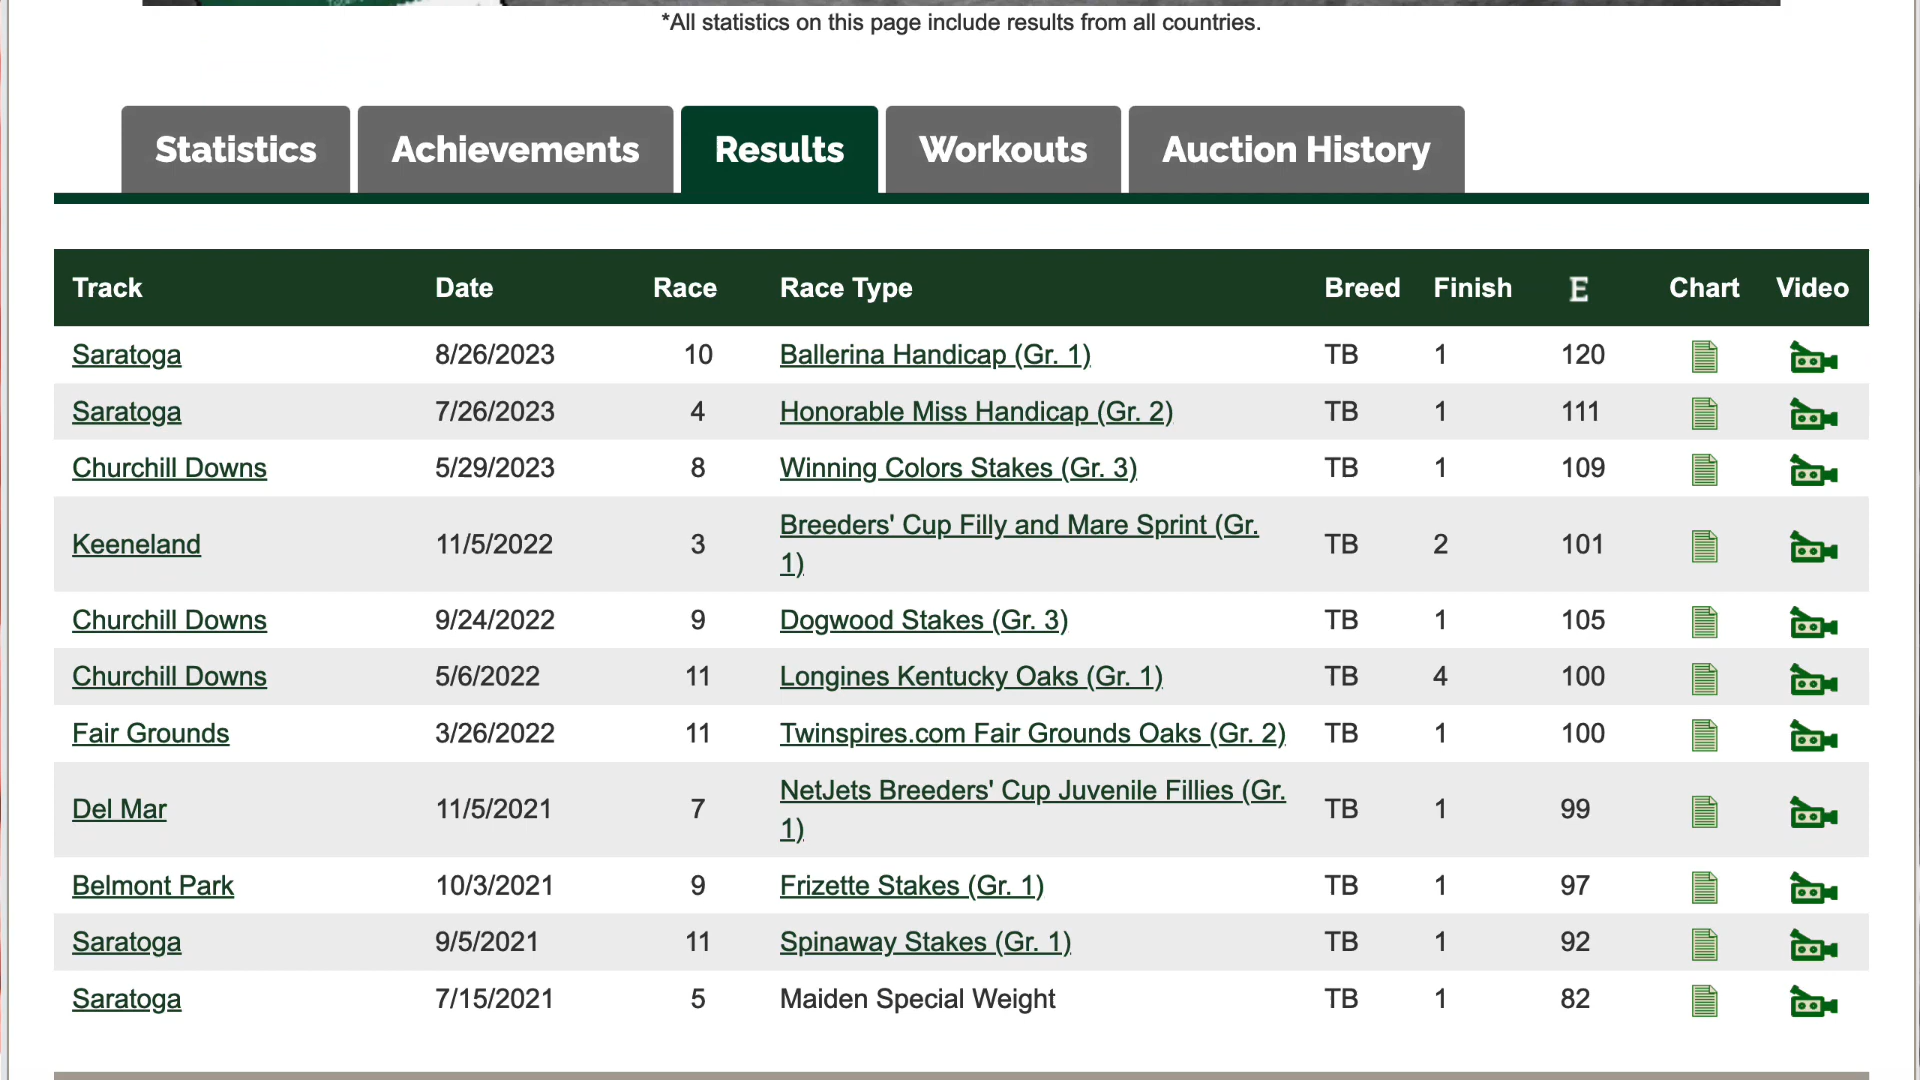 *All statistics on this page include results from all countries.
Statistics Achievements Results Workouts Auction History
Track Date Race Race Type Breed Finish E Chart Video
Saratoga 8/26/2023 10 Ballerina Handicap (Gr. 1) TB 1 120
Saratoga 7/26/2023 4 Honorable Miss Handicap (Gr. 2) TB 1 111
Churchill Downs 5/29/2023 8 Winning Colors Stakes (Gr. 3) TB 1 109
Keeneland 11/5/2022 3 Breeders' Cup Filly and Mare Sprint (Gr. 
1) TB 2 101
Churchill Downs 9/24/2022 9 Dogwood Stakes (Gr. 3) TB 1 105
Churchill Downs 5/6/2022 11 Longines Kentucky Oaks (Gr. 1) TB 4 100
Fair Grounds 3/26/2022 11 Twinspires.com Fair Grounds Oaks (Gr. 2) TB 1 100
Del Mar 11/5/2021 7 NetJets Breeders' Cup Juvenile Fillies (Gr. 
1) TB 1 99
Belmont Park 10/3/2021 9 Frizette Stakes (Gr. 1) TB 1 97
Saratoga 9/5/2021 11 Spinaway Stakes (Gr. 1) TB 1 92
Saratoga 7/15/2021 5 Maiden Special Weight TB 1 82